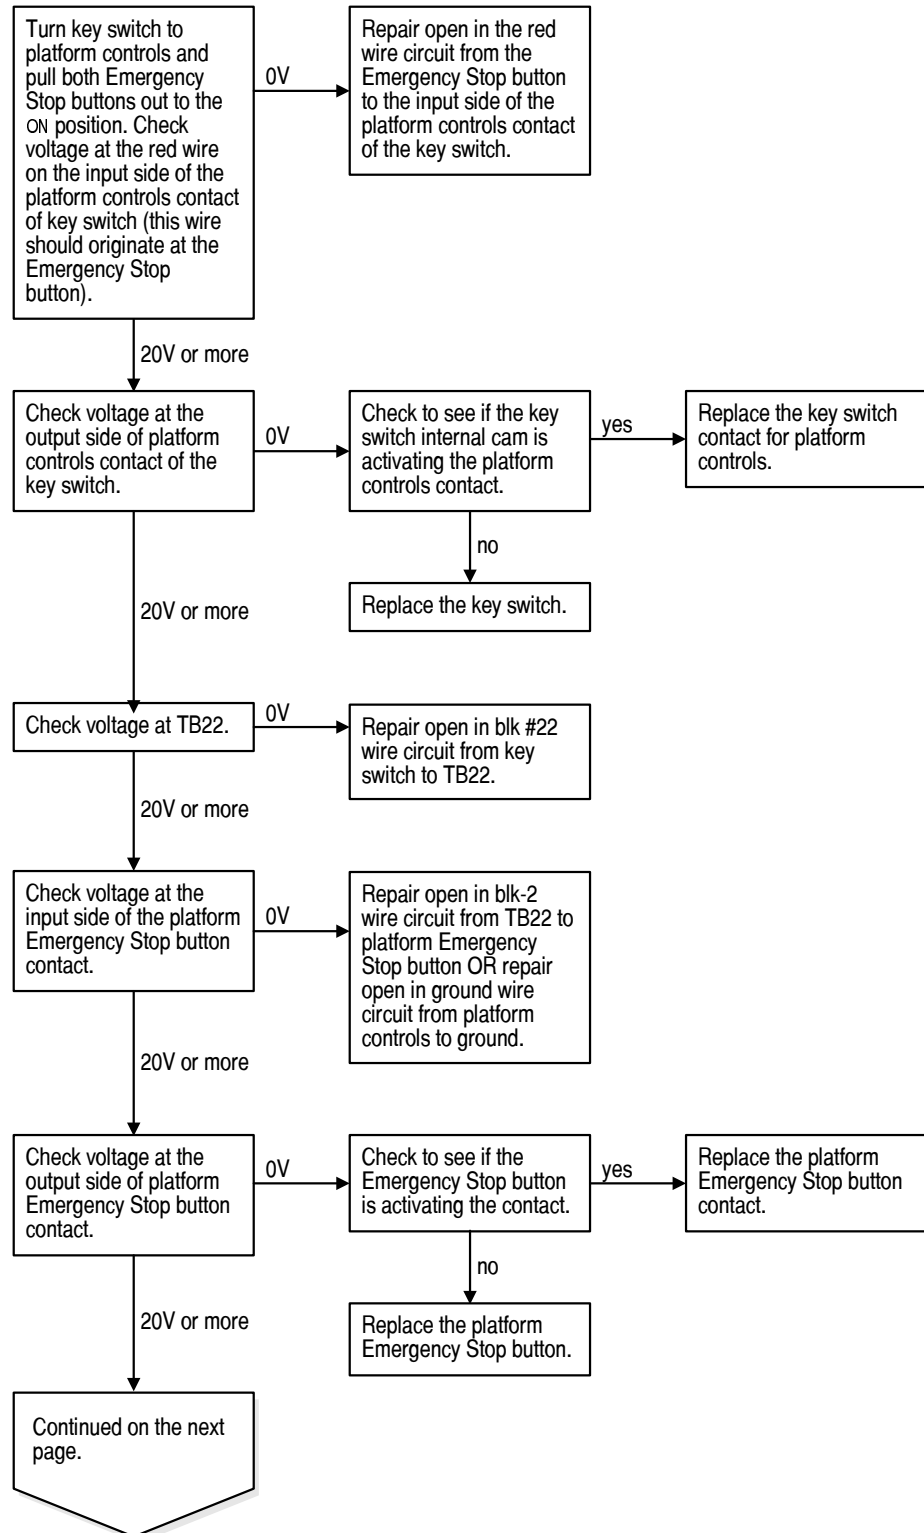 Turn key switch to
platform controls and
pull both Emergency
Stop buttons out to the
ON position. Check
voltage at the red wire
on the input side of the
platform controls contact
of key switch (this wire
should originate at the
Emergency Stop
button).
0V
Repair open in the red
wire circuit from the
Emergency Stop button
to the input side of the
platform controls contact
of the key switch.
20V or more
Check voltage at the
output side of platform
controls contact of the
key switch.
0V
Check to see if the key
switch internal cam is
activating the platform
controls contact.
yes
Replace the key switch
contact for platform
controls.
no
Replace the key switch.
20V or more
Check voltage at TB22.
0V
Repair open in blk #22
wire circuit from key
switch to TB22.
20V or more
Check voltage at the
input side of the platform
Emergency Stop button
contact.
0V
Repair open in blk-2
wire circuit from TB22 to
platform Emergency
Stop button OR repair
open in ground wire
circuit from platform
controls to ground.
20V or more
Check voltage at the
output side of platform
Emergency Stop button
contact.
0V
Check to see if the
Emergency Stop button
is activating the contact.
yes
Replace the platform
Emergency Stop button
contact.
no
Replace the platform
Emergency Stop button.
20V or more
Continued on the next
page.